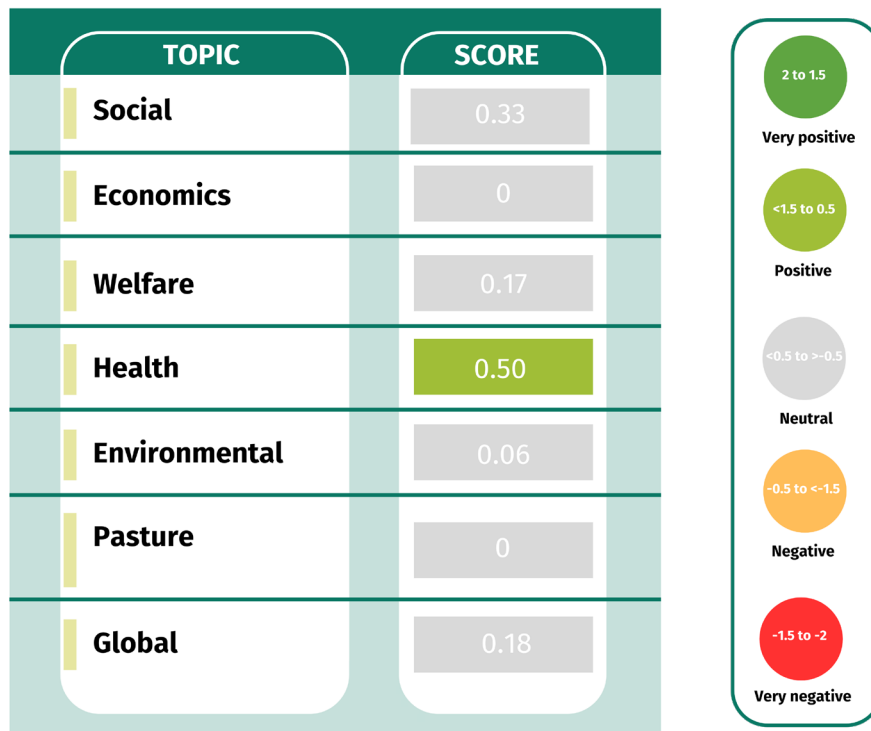 TOPIC SCORE
Social 0.33
Economics 0
Welfare 0.17
Health 0.50
Environmental 0.06
Pasture 0
Global 0.18
2 to 1.5
Very positive
<1.5 to 0.5
Positive
<0.5 to >-0.5
Neutral
-0.5 to <-1.5
Negative
-1.5 to -2
Very negative